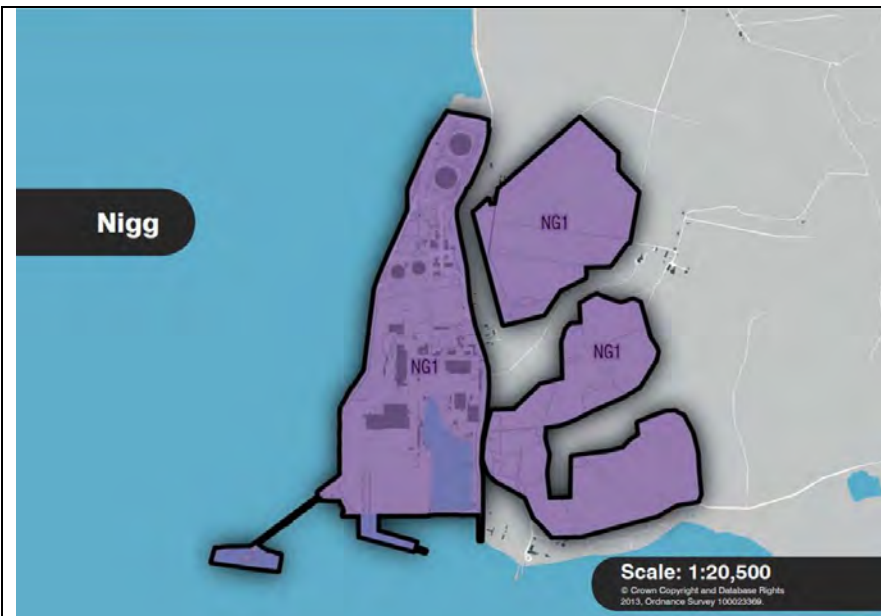 Nigg
NG1
NG1
NG1
Scale: 1:20,500
© Crown Copyright and Database Rights
2013, Ordnance Survey 100023369.